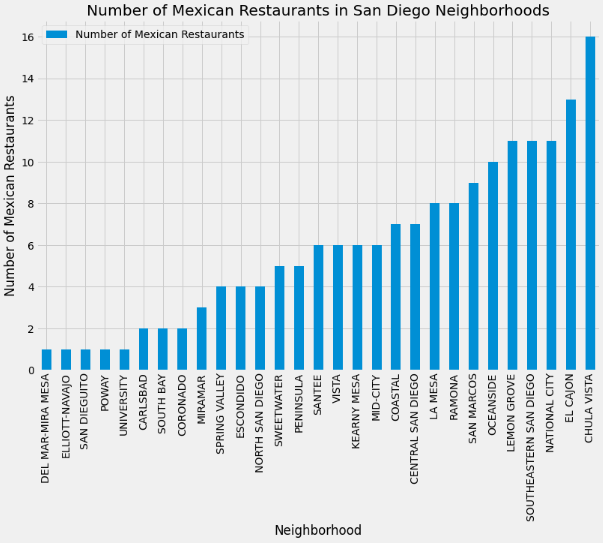 Number of Mexican Restaurants in San Diego Neighborhoods
Number of Mexican Restaurants
Number of Mexican Restaurants
16
14
12
10
8
6
4
2
0
DEL MAR-MIRA MESA
ELLIOTT-NAVAJO
SAN DIEGUITO
POWAY
UNIVERSITY
CARLSBAD
SOUTH BAY
CORONADO
MIRAMAR
SPRING VALLEY
ESCONDIDO
NORTH SAN DIEGO
SWEETWATER
PENINSULA
SANTEE
VISTA
KEARNY MESA
MID-CITY
COASTAL
CENTRAL SAN DIEGO
LA MESA
RAMONA
SAN MARCOS
OCEANSIDE
LEMON GROVE
SOUTHEASTERN SAN DIEGO
NATIONAL CITY
EL CAJON
CHULA VISTA
Neighborhood